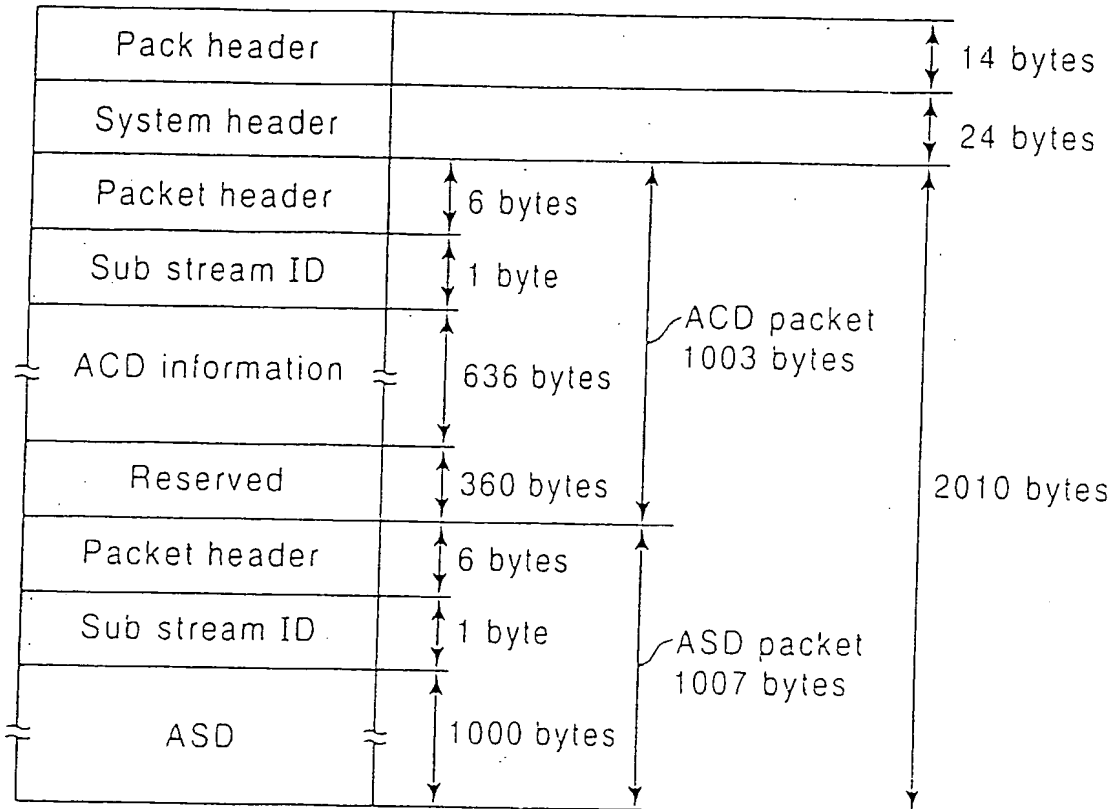 Pack header
14 bytes
System header
24 bytes
Packet header
6 bytes
Sub stream ID
1 byte
ACD information
636 bytes
ACD packet
1003 bytes
Reserved
360 bytes
2010 bytes
Packet header
6 bytes
Sub stream ID
1 byte
ASD packet
1007 bytes
ASD
1000 bytes